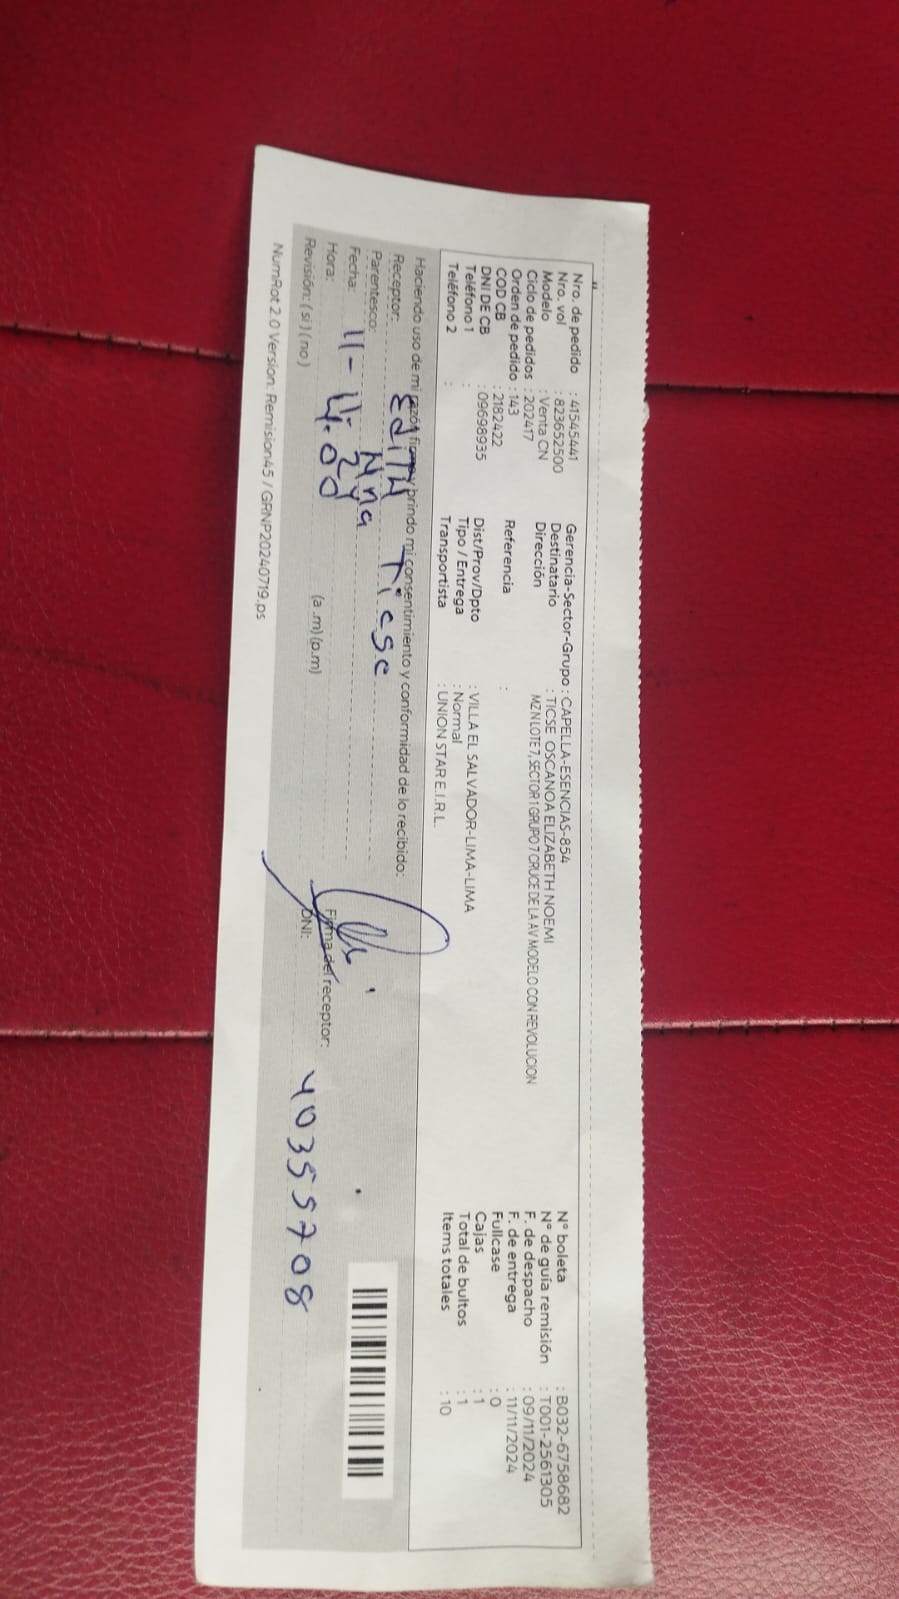 Nro. de pedido : 41545441
Nro. vol : 823652500
Modelo : Venta CN
Ciclo de pedidos : 202417
Orden de pedido : 143
COD CB : 2182422
DNI DE CB : 09698935
Teléfono 1 :
Teléfono 2 :
Gerencia-Sector-Grupo : CAPELLA-ESENCIAS-854
Destinatario : TICSE OSCANOA ELIZABETH NOEMI
Dirección MZ N LOTE 7, SECTOR 1 GRUPO 7 CRUCE DE LA AV MODELO CON REVOLUCION
Referencia :
Dist/Prov/Dpto : VILLA EL SALVADOR-LIMA-LIMA
Tipo / Entrega : Normal
Transportista : UNION STAR E.I.R.L.
N° boleta : B032-6758682
N° de guía remisión : T001-2561305
F. de despacho : 09/11/2024
F. de entrega : 11/11/2024
Fullcase : 0
Cajas : 1
Total de bultos : 1
Items totales : 10
Haciendo uso de mi razón firmo y brindo mi consentimiento y conformidad de lo recibido:
Receptor: Edith Ticse
Parentesco: Hna
Fecha: 11-11-24
Hora: 4.00 (a .m) (p.m)
Revisión: ( si ) ( no )
Firma del receptor:
DNI: 40355708
NumRot 2.0 Version: Remision45 / GRNP20240719.ps